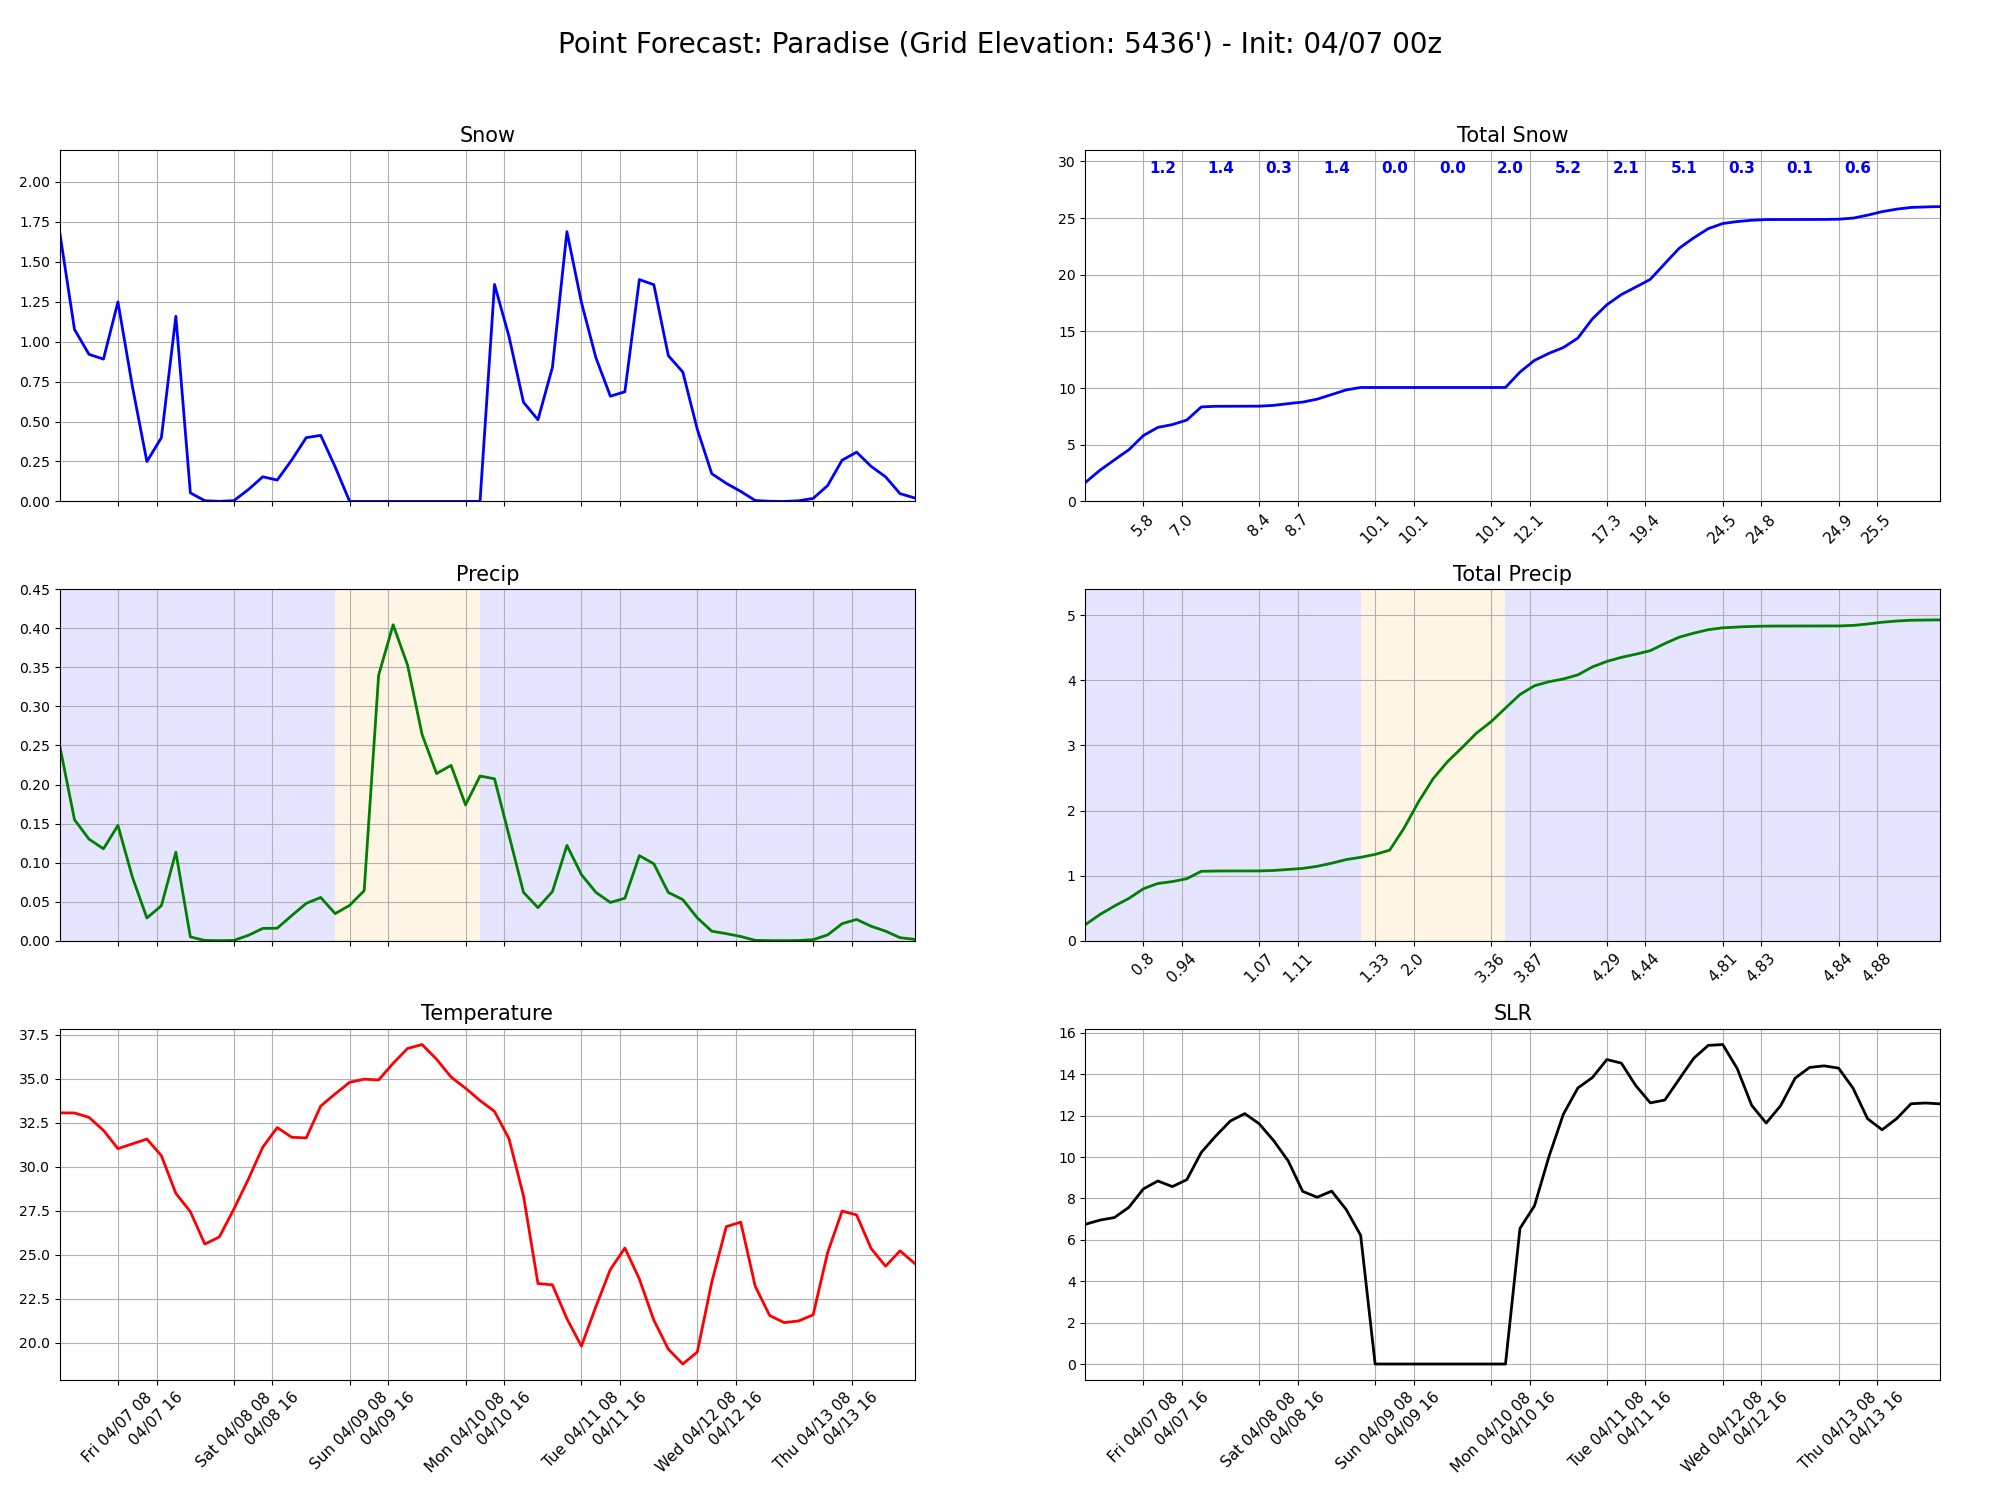 Point Forecast: Paradise (Grid Elevation: 5436') - Init: 04/07 00z
Snow
2.00
1.75
1.50
1.25
1.00
0.75
0.50
0.25
0.00
Total Snow
30
25
20
15
10
5
0
1.2 1.4 0.3 1.4 0.0 0.0 2.0 5.2 2.1 5.1 0.3 0.1 0.6
5.8 7.0 8.4 8.7 10.1 10.1 10.1 12.1 17.3 19.4 24.5 24.8 24.9 25.5
Precip
0.45
0.40
0.35
0.30
0.25
0.20
0.15
0.10
0.05
0.00
Total Precip
5
4
3
2
1
0
0.8 0.94 1.07 1.11 1.33 2.0 3.36 3.87 4.29 4.44 4.81 4.83 4.84 4.88
Temperature
37.5
35.0
32.5
30.0
27.5
25.0
22.5
20.0
Fri 04/07 08
04/07 16
Sat 04/08 08
04/08 16
Sun 04/09 08
04/09 16
Mon 04/10 08
04/10 16
Tue 04/11 08
04/11 16
Wed 04/12 08
04/12 16
Thu 04/13 08
04/13 16
SLR
16
14
12
10
8
6
4
2
0
Fri 04/07 08
04/07 16
Sat 04/08 08
04/08 16
Sun 04/09 08
04/09 16
Mon 04/10 08
04/10 16
Tue 04/11 08
04/11 16
Wed 04/12 08
04/12 16
Thu 04/13 08
04/13 16